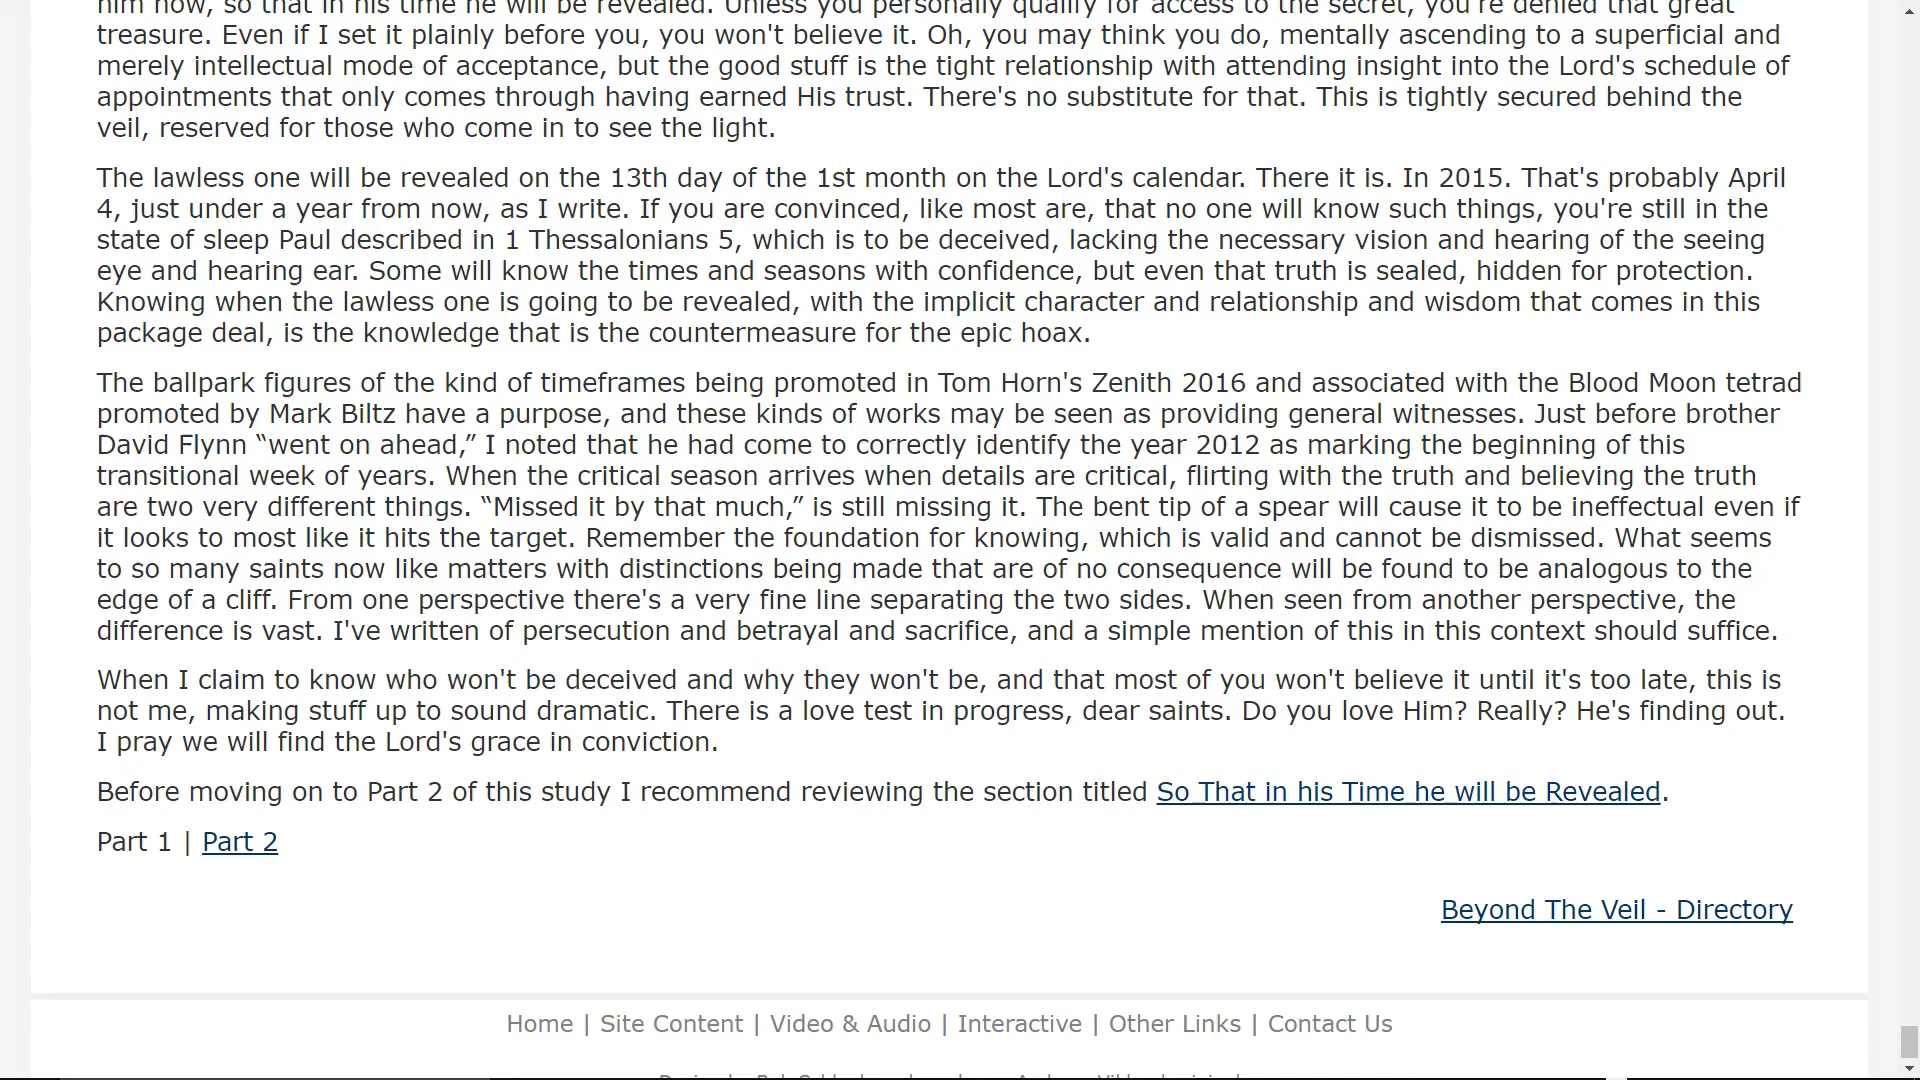 him now, so that in his time he will be revealed. Unless you personally qualify for access to the secret, you're denied that great
treasure. Even if I set it plainly before you, you won't believe it. Oh, you may think you do, mentally ascending to a superficial and
merely intellectual mode of acceptance, but the good stuff is the tight relationship with attending insight into the Lord's schedule of
appointments that only comes through having earned His trust. There's no substitute for that. This is tightly secured behind the
veil, reserved for those who come in to see the light.
The lawless one will be revealed on the 13th day of the 1st month on the Lord's calendar. There it is. In 2015. That's probably April
4, just under a year from now, as I write. If you are convinced, like most are, that no one will know such things, you're still in the
state of sleep Paul described in 1 Thessalonians 5, which is to be deceived, lacking the necessary vision and hearing of the seeing
eye and hearing ear. Some will know the times and seasons with confidence, but even that truth is sealed, hidden for protection.
Knowing when the lawless one is going to be revealed, with the implicit character and relationship and wisdom that comes in this
package deal, is the knowledge that is the countermeasure for the epic hoax.
The ballpark figures of the kind of timeframes being promoted in Tom Horn's Zenith 2016 and associated with the Blood Moon tetrad
promoted by Mark Biltz have a purpose, and these kinds of works may be seen as providing general witnesses. Just before brother
David Flynn “went on ahead,” I noted that he had come to correctly identify the year 2012 as marking the beginning of this
transitional week of years. When the critical season arrives when details are critical, flirting with the truth and believing the truth
are two very different things. “Missed it by that much,” is still missing it. The bent tip of a spear will cause it to be ineffectual even if
it looks to most like it hits the target. Remember the foundation for knowing, which is valid and cannot be dismissed. What seems
to so many saints now like matters with distinctions being made that are of no consequence will be found to be analogous to the
edge of a cliff. From one perspective there's a very fine line separating the two sides. When seen from another perspective, the
difference is vast. I've written of persecution and betrayal and sacrifice, and a simple mention of this in this context should suffice.
When I claim to know who won't be deceived and why they won't be, and that most of you won't believe it until it's too late, this is
not me, making stuff up to sound dramatic. There is a love test in progress, dear saints. Do you love Him? Really? He's finding out.
I pray we will find the Lord's grace in conviction.
Before moving on to Part 2 of this study I recommend reviewing the section titled So That in his Time he will be Revealed.
Part 1 | Part 2
Beyond The Veil - Directory
Home | Site Content | Video & Audio | Interactive | Other Links | Contact Us